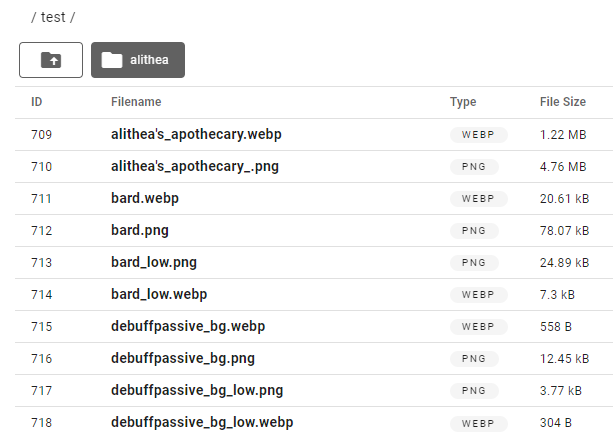 / test /
alithea
ID Filename Type File Size
709 alithea's_apothecary.webp WEBP 1.22 MB
710 alithea's_apothecary_.png PNG 4.76 MB
711 bard.webp WEBP 20.61 kB
712 bard.png PNG 78.07 kB
713 bard_low.png PNG 24.89 kB
714 bard_low.webp WEBP 7.3 kB
715 debuffpassive_bg.webp WEBP 558 B
716 debuffpassive_bg.png PNG 12.45 kB
717 debuffpassive_bg_low.png PNG 3.77 kB
718 debuffpassive_bg_low.webp WEBP 304 B